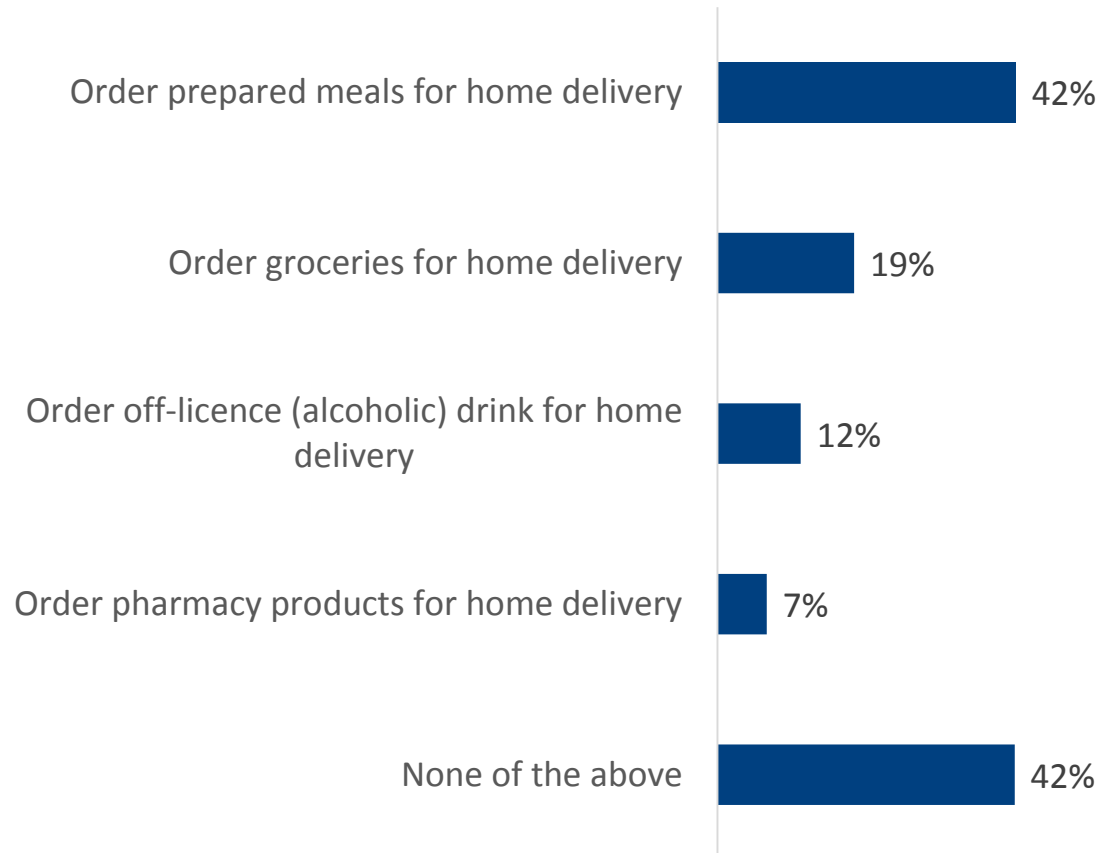 Order prepared meals for home delivery 42%
Order groceries for home delivery 19%
Order off-licence (alcoholic) drink for home
delivery 12%
Order pharmacy products for home delivery 7%
None of the above 42%